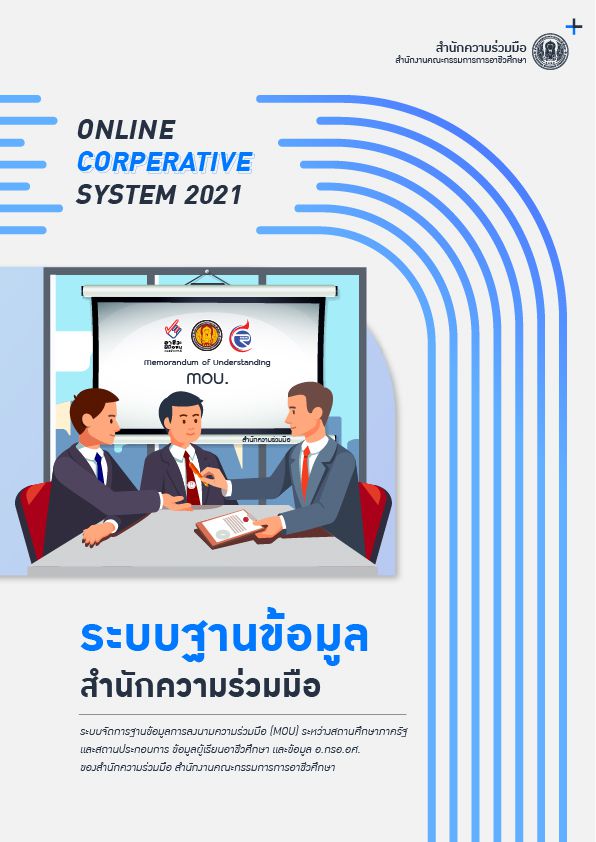 สำนักความร่วมมือ
สำนักงานคณะกรรมการการอาชีวศึกษา
ONLINE
CORPERATIVE
SYSTEM 2021
อาชีวะ
ฝีมือชน
Memorandum of Understanding
MOU.
สำนักความร่วมมือ
ระบบฐานข้อมูล
สำนักความร่วมมือ
ระบบจัดการฐานข้อมูลการลงนามความร่วมมือ (MOU) ระหว่างสถานศึกษาภาครัฐ
และสถานประกอบการ ข้อมูลผู้เรียนอาชีวศึกษา และข้อมูล อ.กรอ.อศ.
ของสำนักความร่วมมือ สำนักงานคณะกรรมการการอาชีวศึกษา